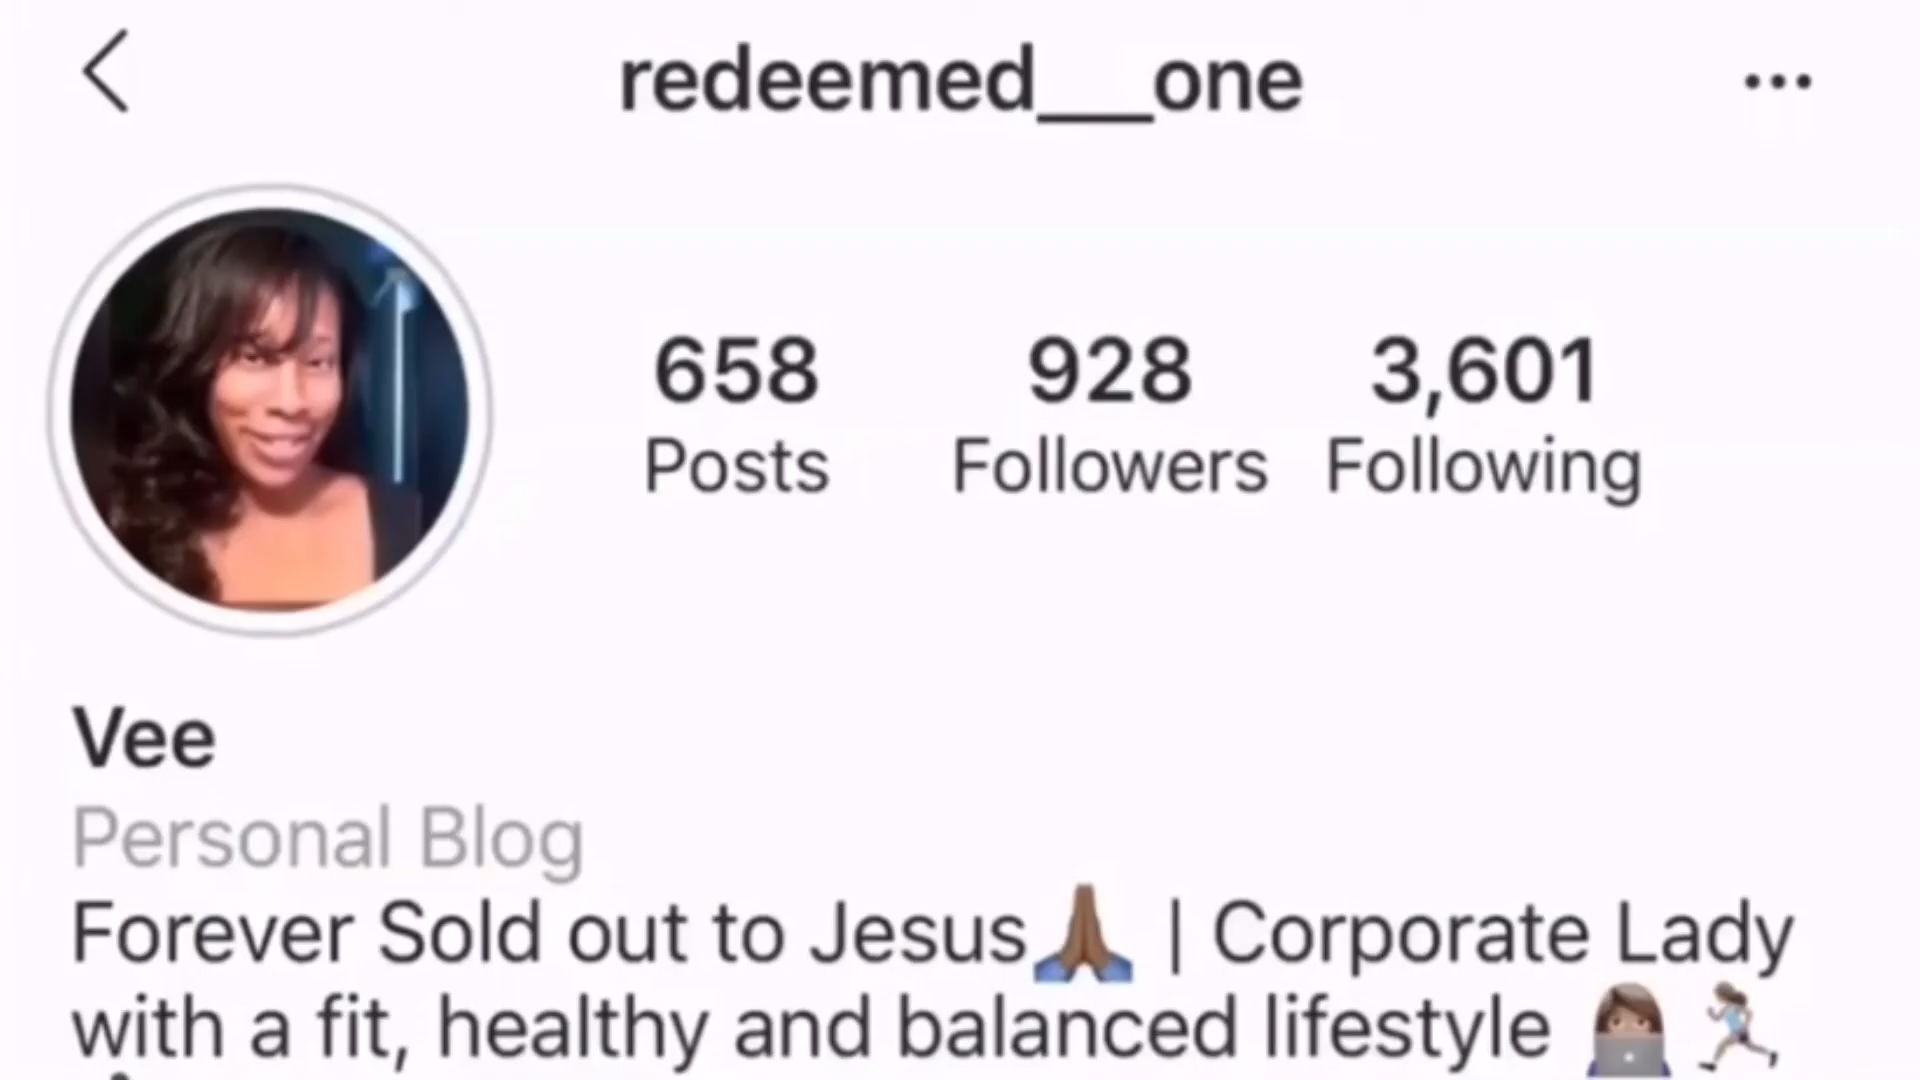 redeemed__one
658 928 3,601
Posts Followers Following
Vee
Personal Blog
Forever Sold out to Jesus🙏🏾 | Corporate Lady
with a fit, healthy and balanced lifestyle 👩🏽‍💻 🏃🏽‍♀️